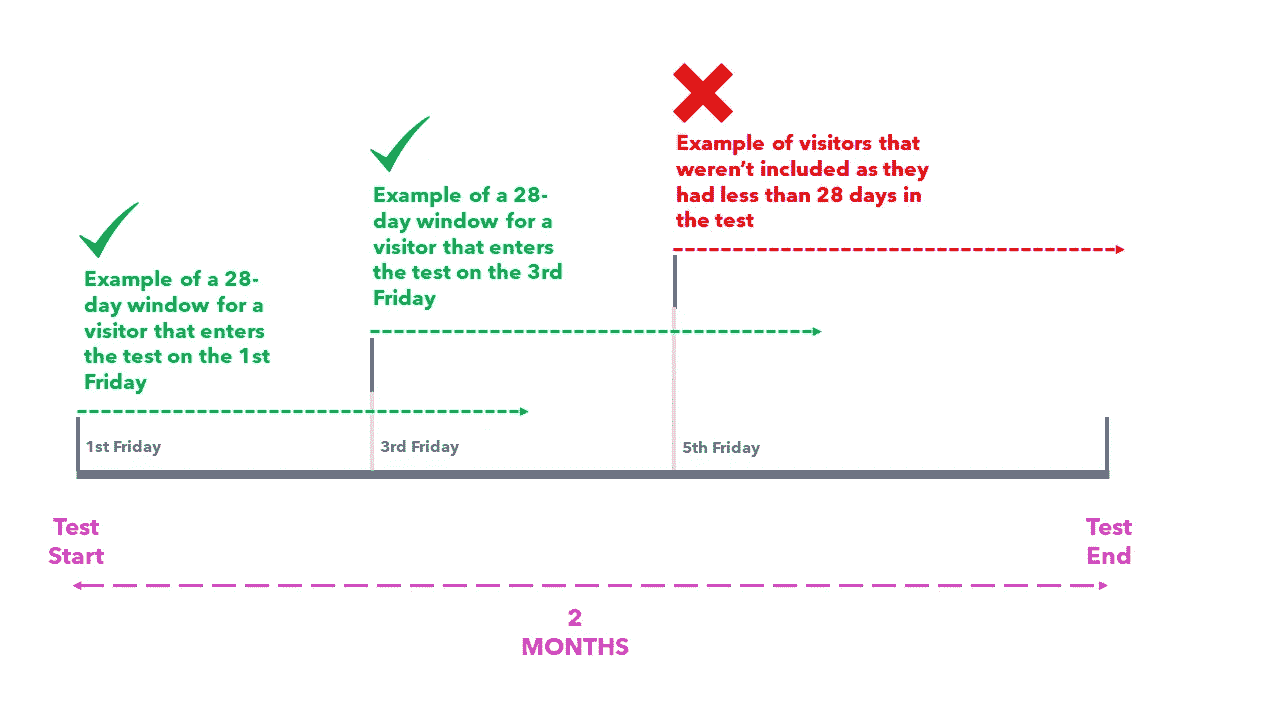 Example of visitors that
weren't included as they
had less than 28 days in
the test
Example of a 28-
day window for a
visitor that enters
the test on the 3rd
Friday
Example of a 28-
day window for a
visitor that enters
the test on the 1st
Friday
1st Friday
3rd Friday
5th Friday
Test
Start
Test
End
2
MONTHS